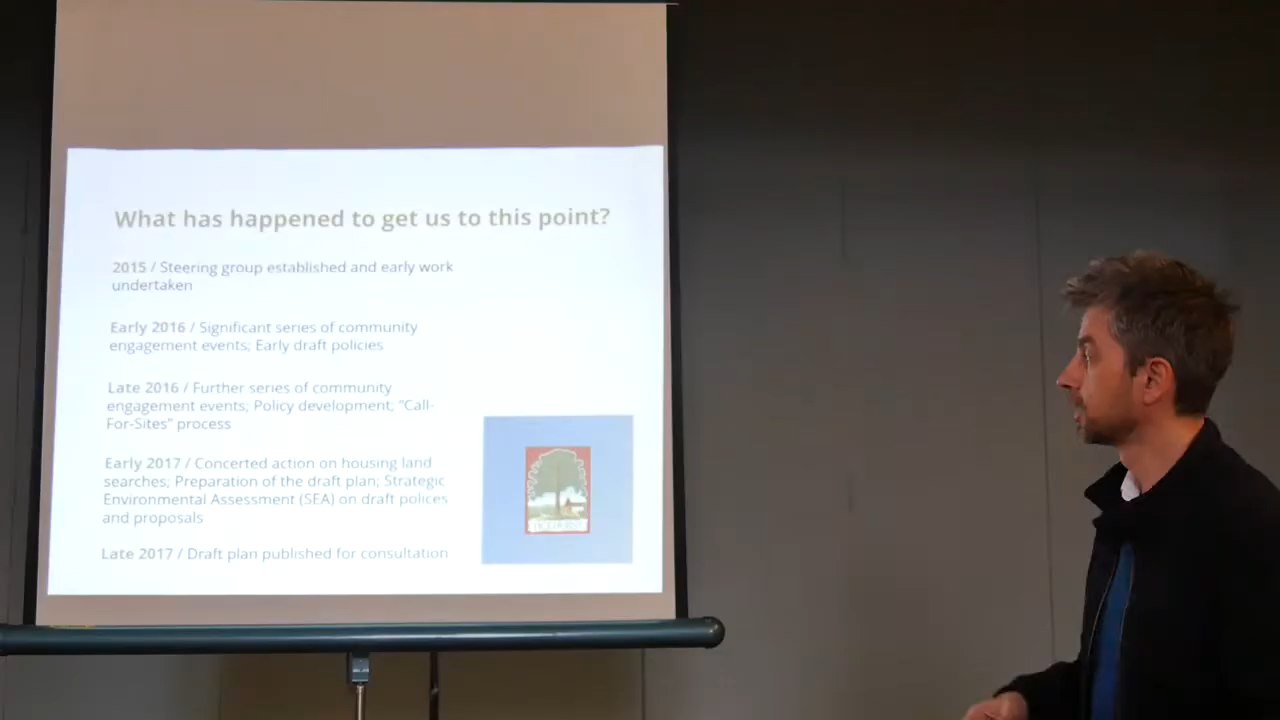 What has happened to get us to this point?
2015 / Steering group established and early work
undertaken
Early 2016 / Significant series of community
engagement events; Early draft policies
Late 2016 / Further series of community
engagement events; Policy development; "Call-
For-Sites" process
Early 2017 / Concerted action on housing land
searches; Preparation of the draft plan; Strategic
Environmental Assessment (SEA) on draft polices
and proposals
Late 2017 / Draft plan published for consultation